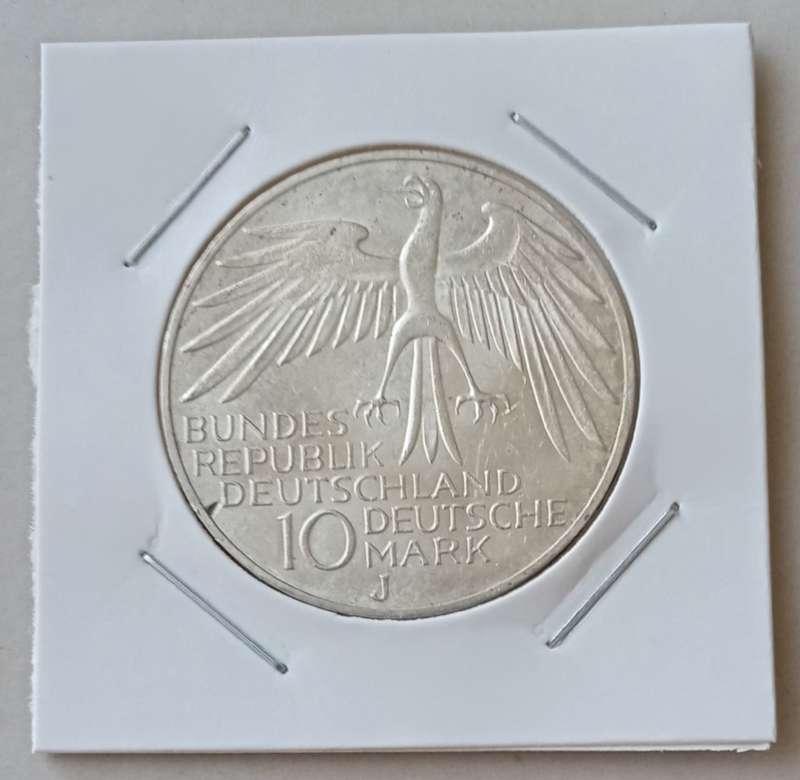 BUNDES
REPUBLIK
DEUTSCHLAND
10 DEUTSCHE
MARK
J